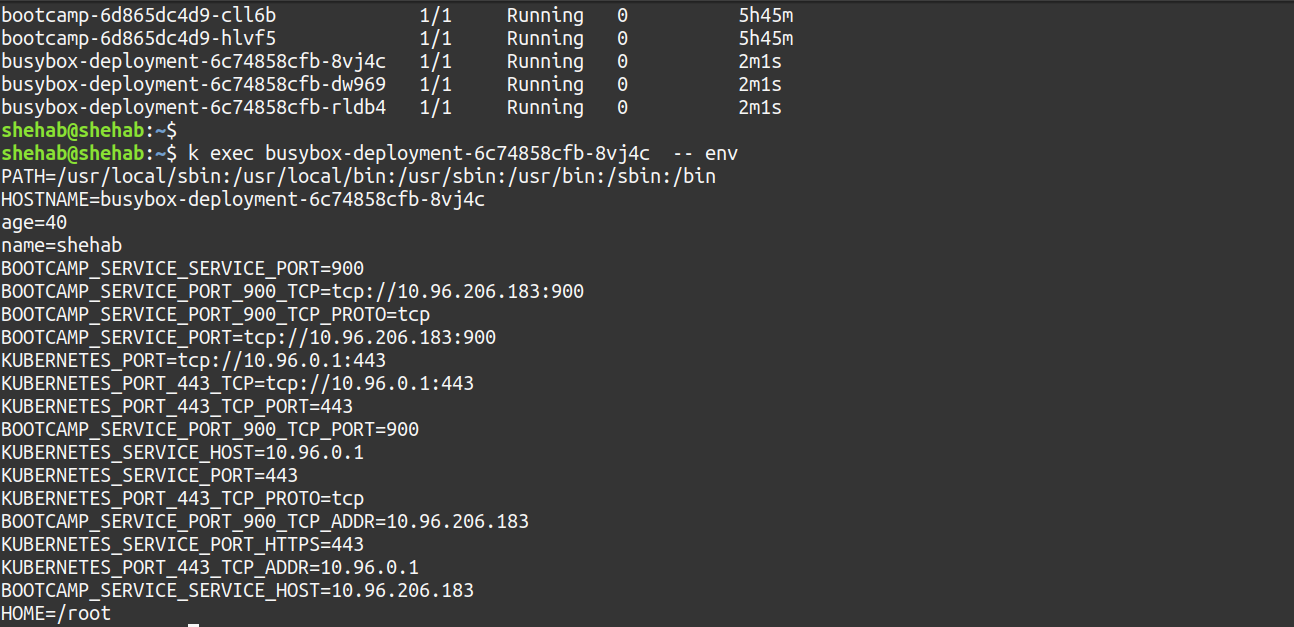 bootcamp-6d865dc4d9-cll6b 1/1 Running 0 5h45m
bootcamp-6d865dc4d9-hlvf5 1/1 Running 0 5h45m
busybox-deployment-6c74858cfb-8vj4c 1/1 Running 0 2m1s
busybox-deployment-6c74858cfb-dw969 1/1 Running 0 2m1s
busybox-deployment-6c74858cfb-rldb4 1/1 Running 0 2m1s
shehab@shehab:~$
shehab@shehab:~$ k exec busybox-deployment-6c74858cfb-8vj4c  -- env
PATH=/usr/local/sbin:/usr/local/bin:/usr/sbin:/usr/bin:/sbin:/bin
HOSTNAME=busybox-deployment-6c74858cfb-8vj4c
age=40
name=shehab
BOOTCAMP_SERVICE_SERVICE_PORT=900
BOOTCAMP_SERVICE_PORT_900_TCP=tcp://10.96.206.183:900
BOOTCAMP_SERVICE_PORT_900_TCP_PROTO=tcp
BOOTCAMP_SERVICE_PORT=tcp://10.96.206.183:900
KUBERNETES_PORT=tcp://10.96.0.1:443
KUBERNETES_PORT_443_TCP=tcp://10.96.0.1:443
KUBERNETES_PORT_443_TCP_PORT=443
BOOTCAMP_SERVICE_PORT_900_TCP_PORT=900
KUBERNETES_SERVICE_HOST=10.96.0.1
KUBERNETES_SERVICE_PORT=443
KUBERNETES_PORT_443_TCP_PROTO=tcp
BOOTCAMP_SERVICE_PORT_900_TCP_ADDR=10.96.206.183
KUBERNETES_SERVICE_PORT_HTTPS=443
KUBERNETES_PORT_443_TCP_ADDR=10.96.0.1
BOOTCAMP_SERVICE_SERVICE_HOST=10.96.206.183
HOME=/root